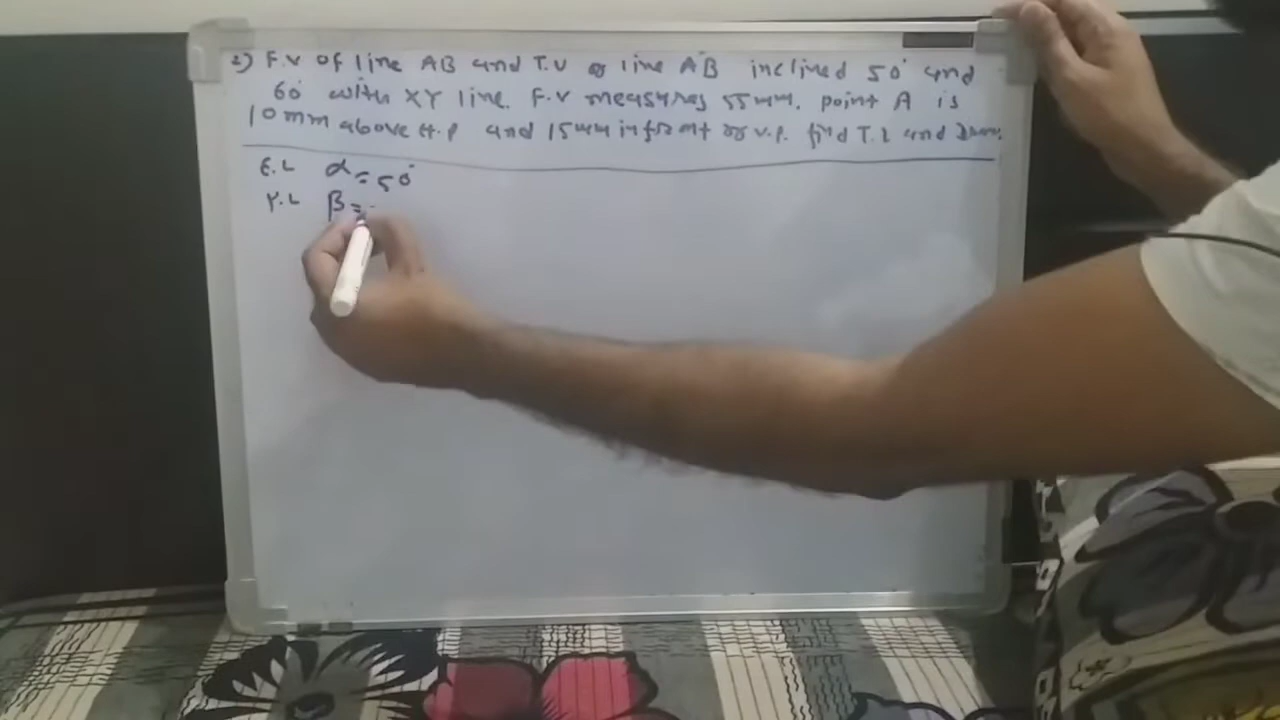 2) F.V OF line AB and T.V of line AB inclined 50° and
60° with XY line. F.V measures 55mm. point A is
10mm above H.P and 15mm infront of V.P. find T.L and Draw.
F.L α = 50°
T.L β =